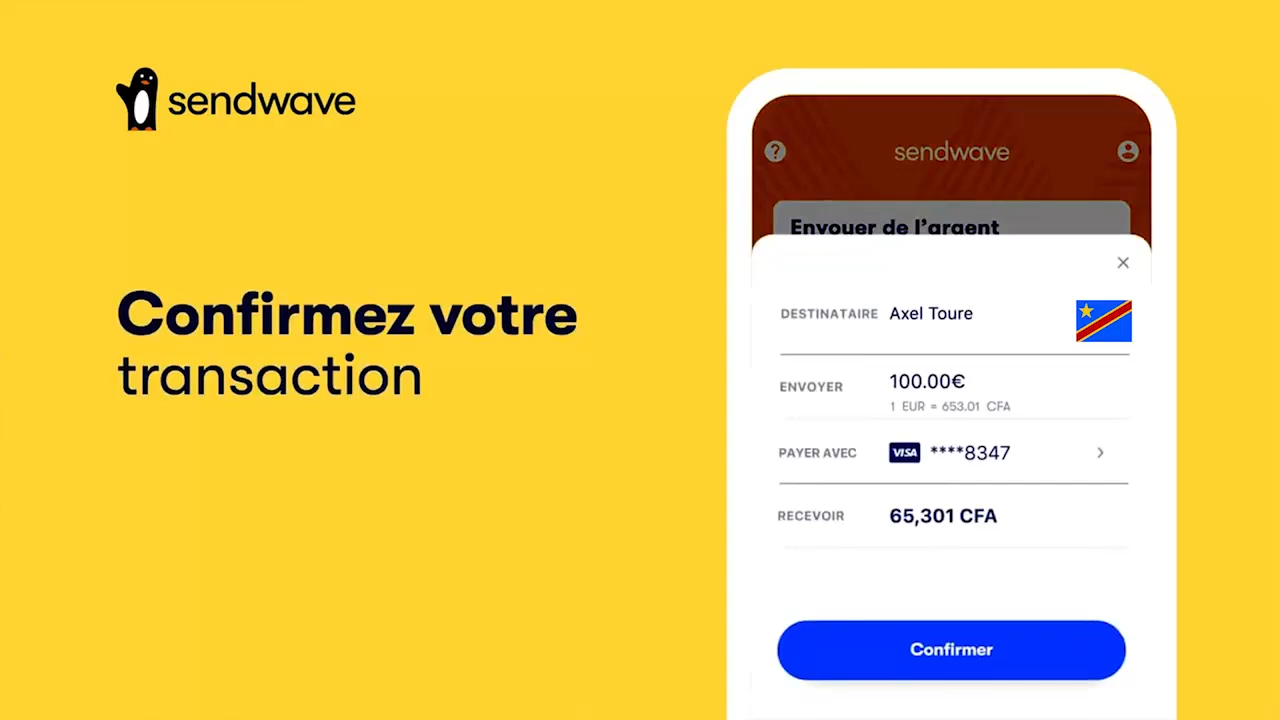 sendwave
Confirmez votre
transaction
?
sendwave
Envoyer de l'argent
DESTINATAIRE Axel Toure
ENVOYER 100.00€
1 EUR = 653.01 CFA
PAYER AVEC VISA ****8347
RECEVOIR 65,301 CFA
Confirmer